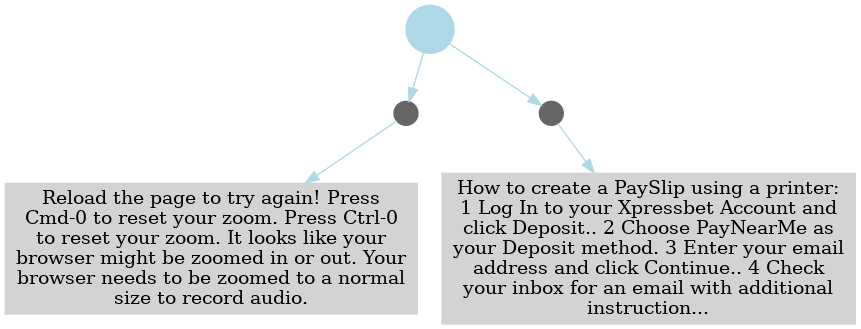 Reload the page to try again! Press
Cmd-0 to reset your zoom. Press Ctrl-0
to reset your zoom. It looks like your
browser might be zoomed in or out. Your
browser needs to be zoomed to a normal
size to record audio.
How to create a PaySlip using a printer:
1 Log In to your Xpressbet Account and
click Deposit.. 2 Choose PayNearMe as
your Deposit method. 3 Enter your email
address and click Continue.. 4 Check
your inbox for an email with additional
instruction...